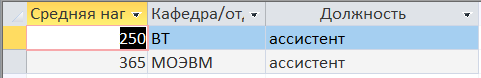 Средняя наг Кафедра/от, Должность
250 ВТ ассистент
365 МОЭВМ ассистент